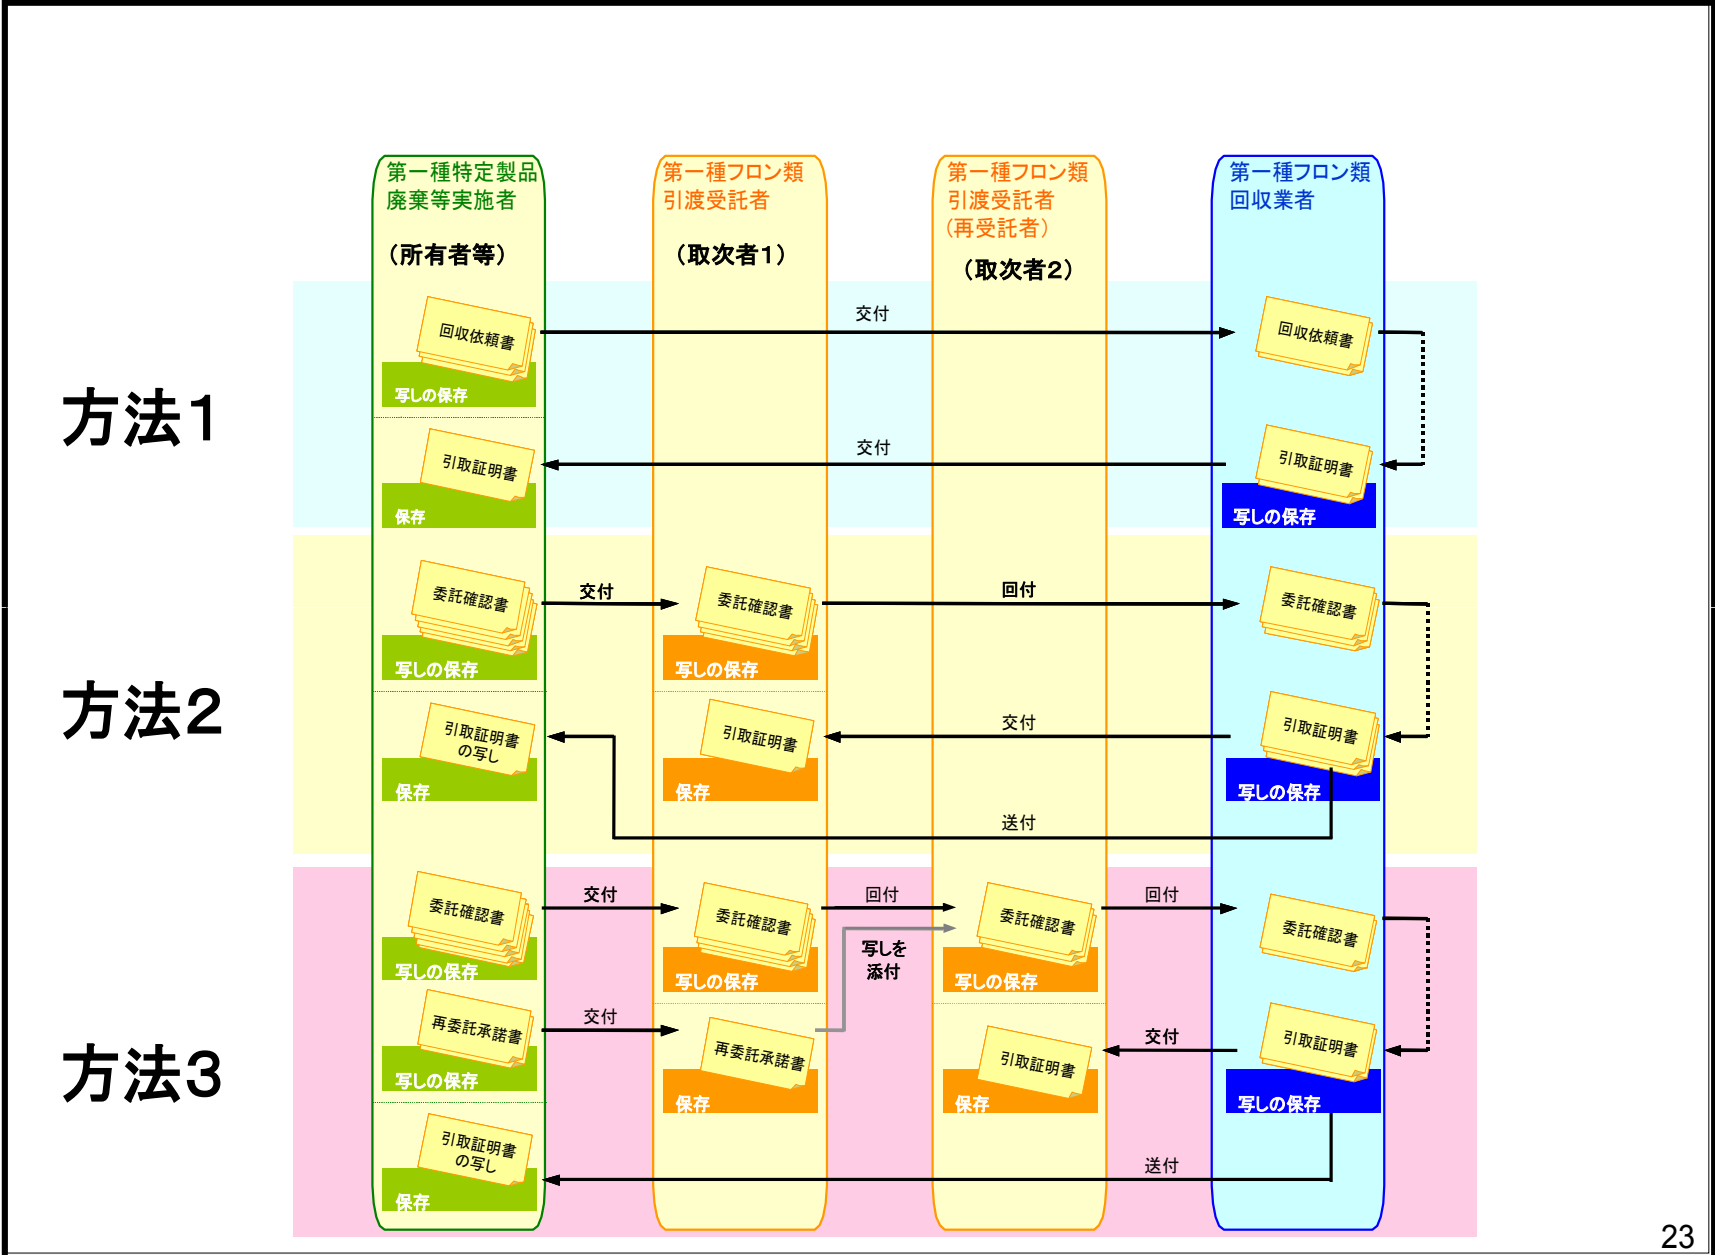 第一種特定製品
廃棄等実施者
（所有者等）
第一種フロン類
引渡受託者
（取次者１）
第一種フロン類
引渡受託者
（再受託者）
（取次者２）
第一種フロン類
回収業者
方法１
回収依頼書
写しの保存
交付
回収依頼書
引取証明書
保存
交付
引取証明書
写しの保存
方法２
委託確認書
写しの保存
交付
委託確認書
写しの保存
回付
委託確認書
引取証明書
の写し
保存
引取証明書
保存
交付
引取証明書
写しの保存
送付
方法３
委託確認書
写しの保存
交付
委託確認書
写しの保存
回付
写しを
添付
委託確認書
写しの保存
回付
委託確認書
再委託承諾書
写しの保存
交付
再委託承諾書
保存
引取証明書
保存
交付
引取証明書
写しの保存
引取証明書
の写し
保存
送付
23